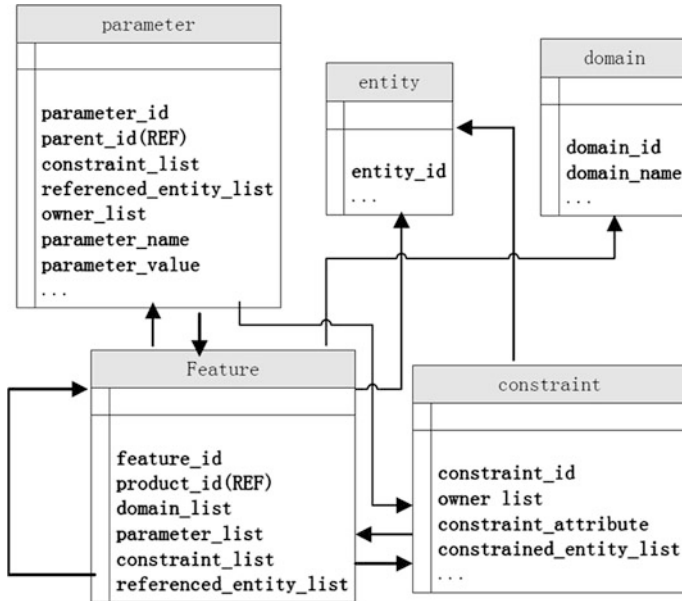 parameter
parameter_id
parent_id(REF)
constraint_list
referenced_entity_list
owner_list
parameter_name
parameter_value
...
entity
entity_id
...
domain
domain_id
domain_name
...
Feature
feature_id
product_id(REF)
domain_list
parameter_list
constraint_list
referenced_entity_list
constraint
constraint_id
owner list
constraint_attribute
constrained_entity_list
...